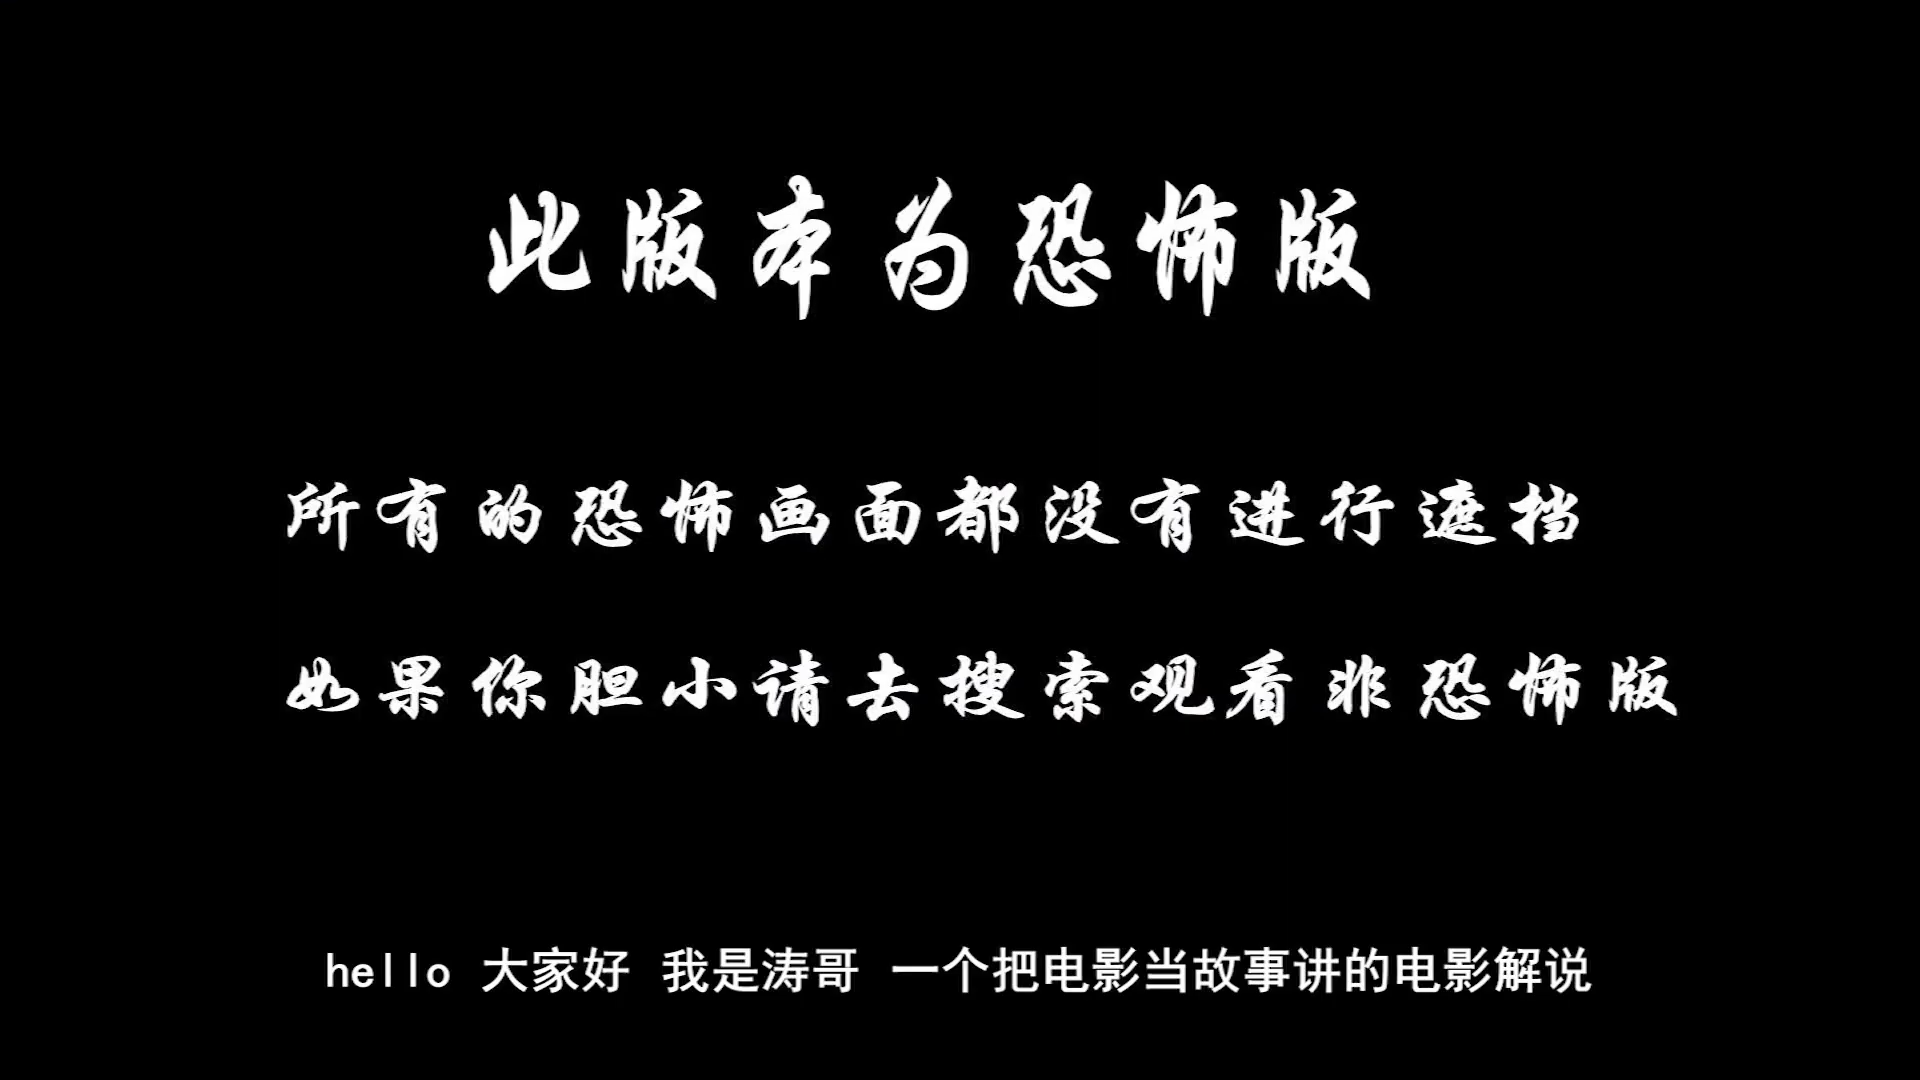 此版本为恐怖版
所有的恐怖画面都没有进行遮挡
如果你胆小请去搜索观看非恐怖版
hello 大家好 我是涛哥 一个把电影当故事讲的电影解说